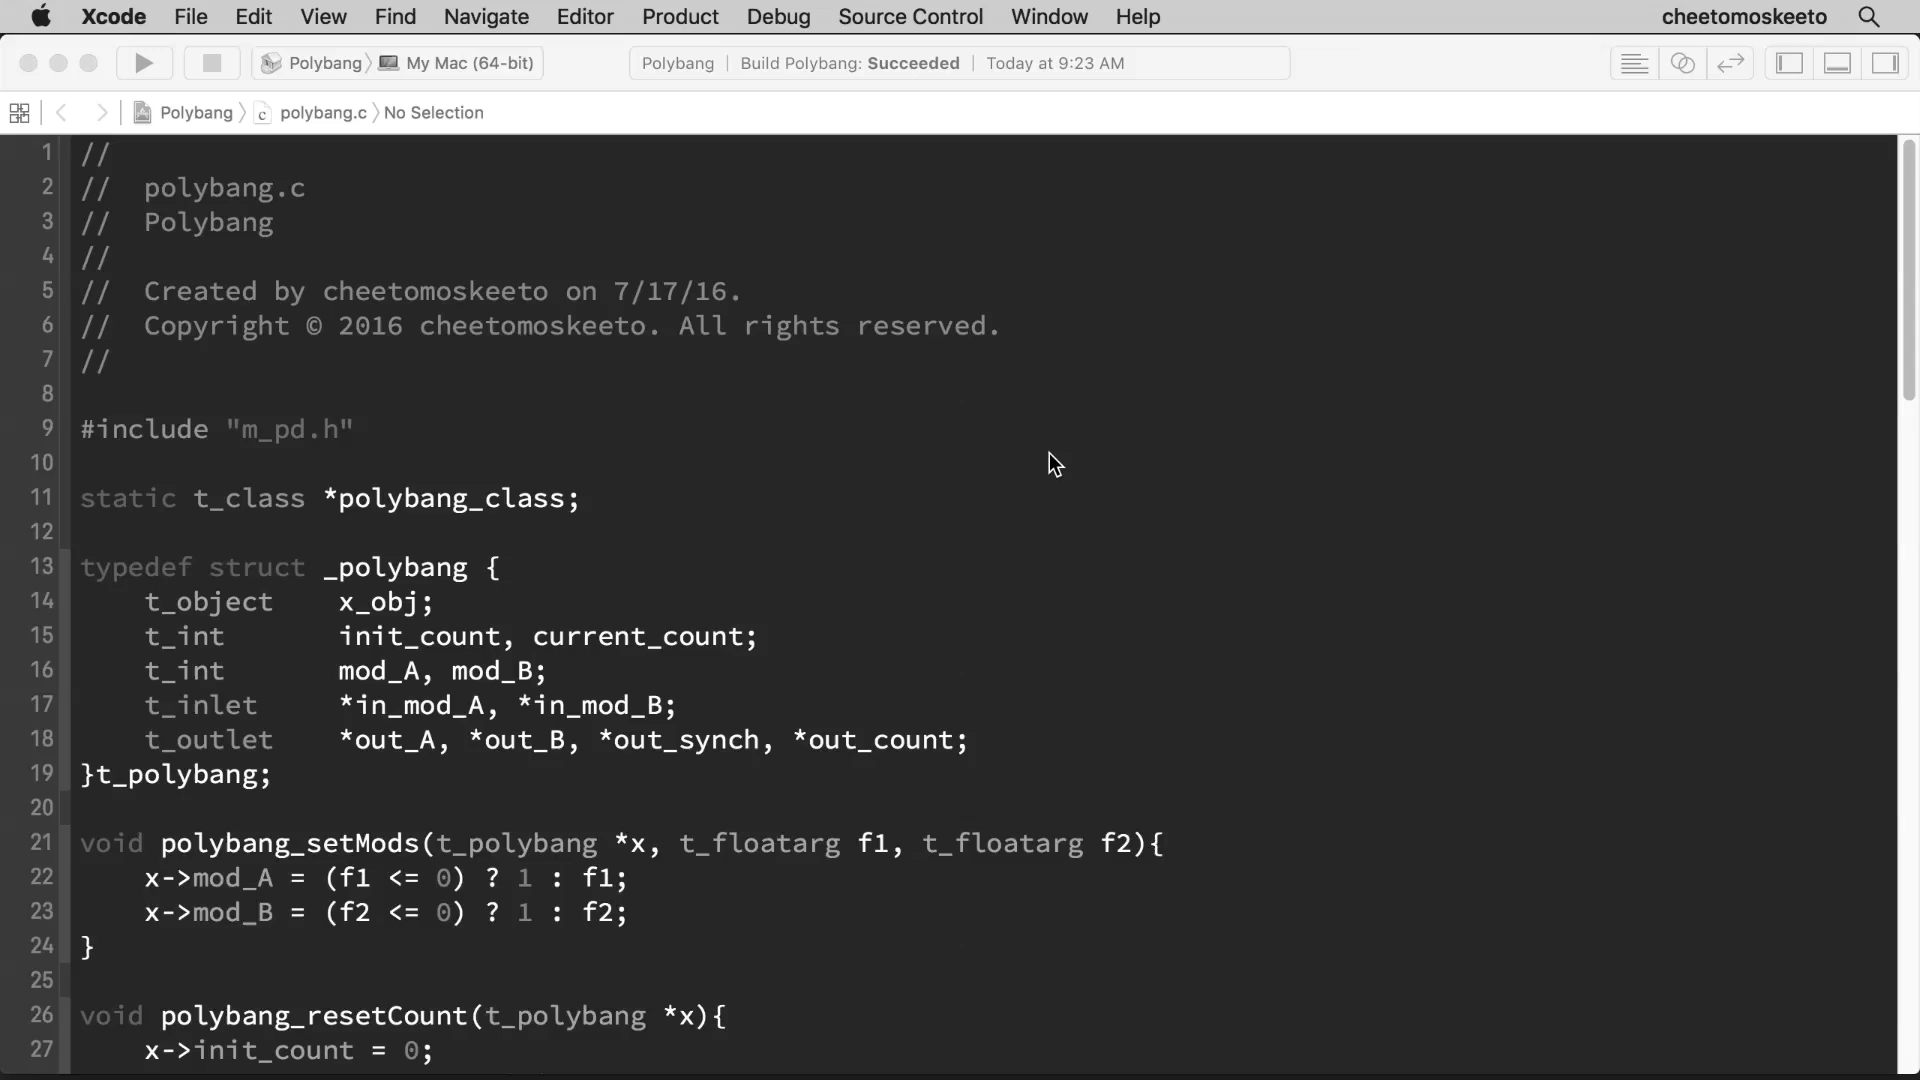 Xcode File Edit View Find Navigate Editor Product Debug Source Control Window Help cheetomoskeeto
Polybang My Mac (64-bit) Polybang | Build Polybang: Succeeded | Today at 9:23 AM
Polybang c polybang.c No Selection
1 //
2 //  polybang.c
3 //  Polybang
4 //
5 //  Created by cheetomoskeeto on 7/17/16.
6 //  Copyright © 2016 cheetomoskeeto. All rights reserved.
7 //
8
9 #include "m_pd.h"
10
11 static t_class *polybang_class;
12
13 typedef struct _polybang {
14     t_object    x_obj;
15     t_int       init_count, current_count;
16     t_int       mod_A, mod_B;
17     t_inlet     *in_mod_A, *in_mod_B;
18     t_outlet    *out_A, *out_B, *out_synch, *out_count;
19 }t_polybang;
20
21 void polybang_setMods(t_polybang *x, t_floatarg f1, t_floatarg f2){
22     x->mod_A = (f1 <= 0) ? 1 : f1;
23     x->mod_B = (f2 <= 0) ? 1 : f2;
24 }
25
26 void polybang_resetCount(t_polybang *x){
27     x->init_count = 0;